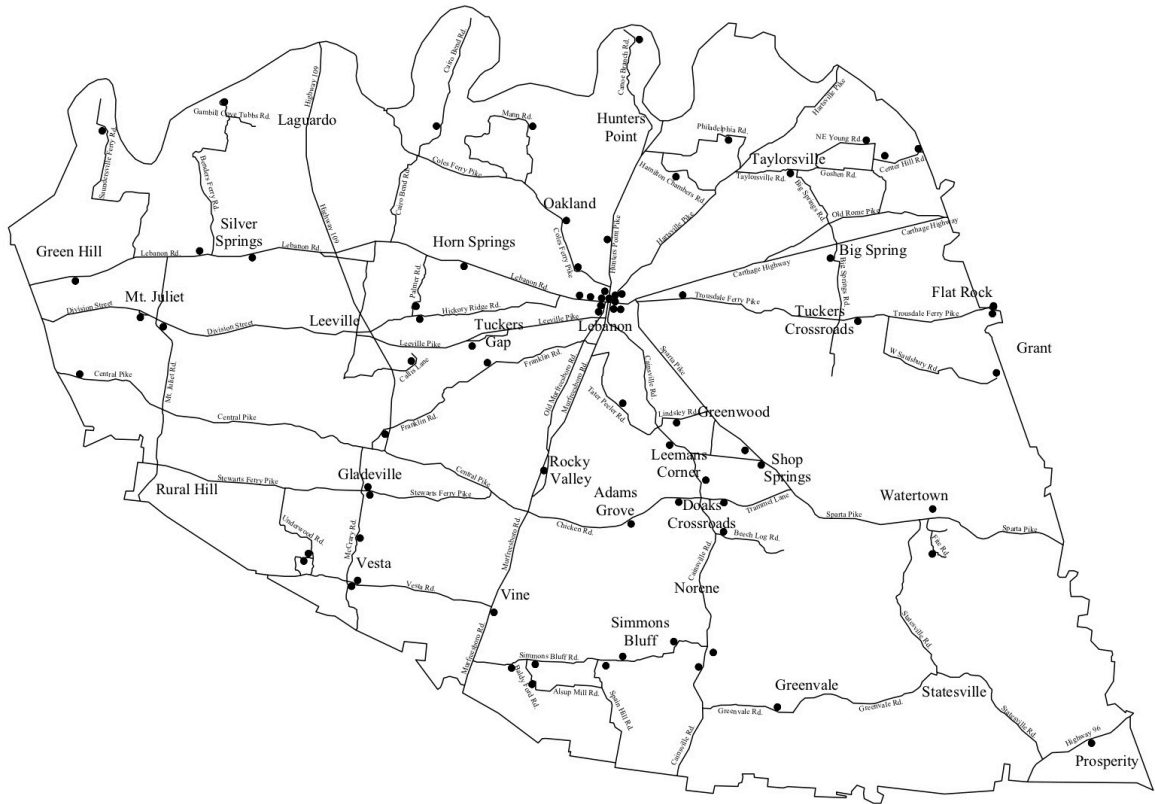 Cairo Bend Rd.
Canoe Branch Rd.
Highway 109
Hartsville Pike
Gambill Cove Tubbs Rd.
Laguardo
Mann Rd.
Hunters
Point
Philadelphia Rd.
NE Young Rd.
Saundersville Ferry Rd.
Benders Ferry Rd.
Coles Ferry Pike
Cairo Bend Rd.
Hamilton Chambers Rd.
Taylorsville
Taylorsville Rd.
Goshen Rd.
Center Hill Rd.
Big Springs Rd.
Oakland
Highway 109
Silver
Springs
Old Rome Pike
Carthage Highway
Green Hill
Lebanon Rd.
Lebanon Rd.
Horn Springs
Coles Ferry Pike
Hunters Point Pike
Hartsville Pike
Big Spring
Palmer Rd.
Lebanon Rd.
Carthage Highway
Big Springs Rd.
Mt. Juliet
Division Street
Division Street
Leeville
Hickory Ridge Rd.
Leeville Pike
Leeville Pike
Tuckers
Gap
Lebanon
Trousdale Ferry Pike
Tuckers
Crossroads
Trousdale Ferry Pike
Flat Rock
Grant
W Saulsbury Rd.
Callis Lane
Franklin Rd.
Franklin Rd.
Central Pike
Mt. Juliet Rd.
Central Pike
Old Murfreesboro Rd.
Murfreesboro Rd.
Tater Peeler Rd.
Cainsville Rd.
Sparta Pike
Lindsley Rd.
Greenwood
Leemans
Corner
Shop
Springs
Rocky
Valley
Central Pike
Gladeville
Rural Hill
Stewarts Ferry Pike
Stewarts Ferry Pike
Adams
Grove
Chicken Rd.
Doaks
Crossroads
Trammel Lane
Beech Log Rd.
Watertown
Sparta Pike
Sparta Pike
Underwood Rd.
McCrary Rd.
Murfreesboro Rd.
Cainsville Rd.
Vesta
Vesta Rd.
Vine
Norene
Simmons
Bluff
Simmons Bluff Rd.
Murfreesboro Rd.
Baldy Ford Rd.
Alsup Mill Rd.
Spain Hill Rd.
Statesville Rd.
Greenvale
Greenvale Rd.
Greenvale Rd.
Statesville
Statesville Rd.
Cainsville Rd.
Highway 96
Prosperity